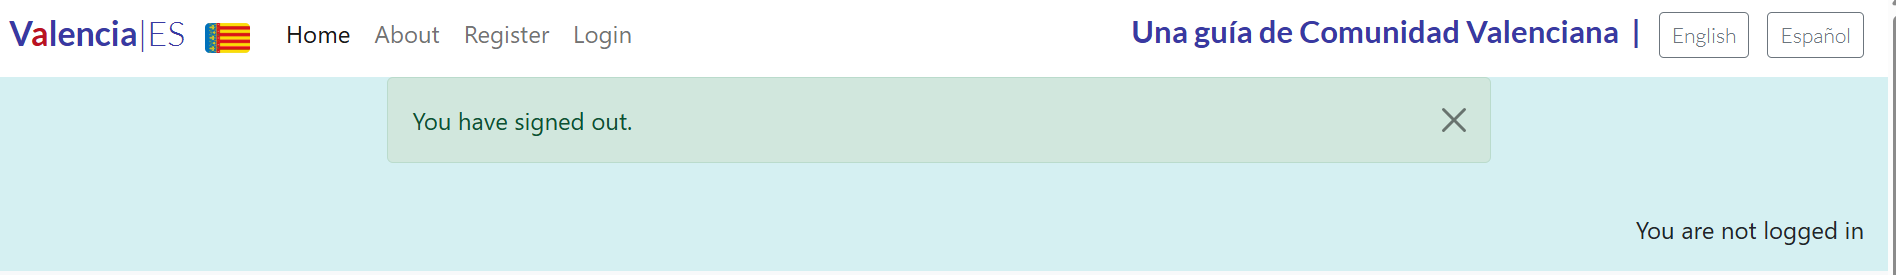 Valencia|ES Home About Register Login Una guía de Comunidad Valenciana | English Español
You have signed out.
You are not logged in